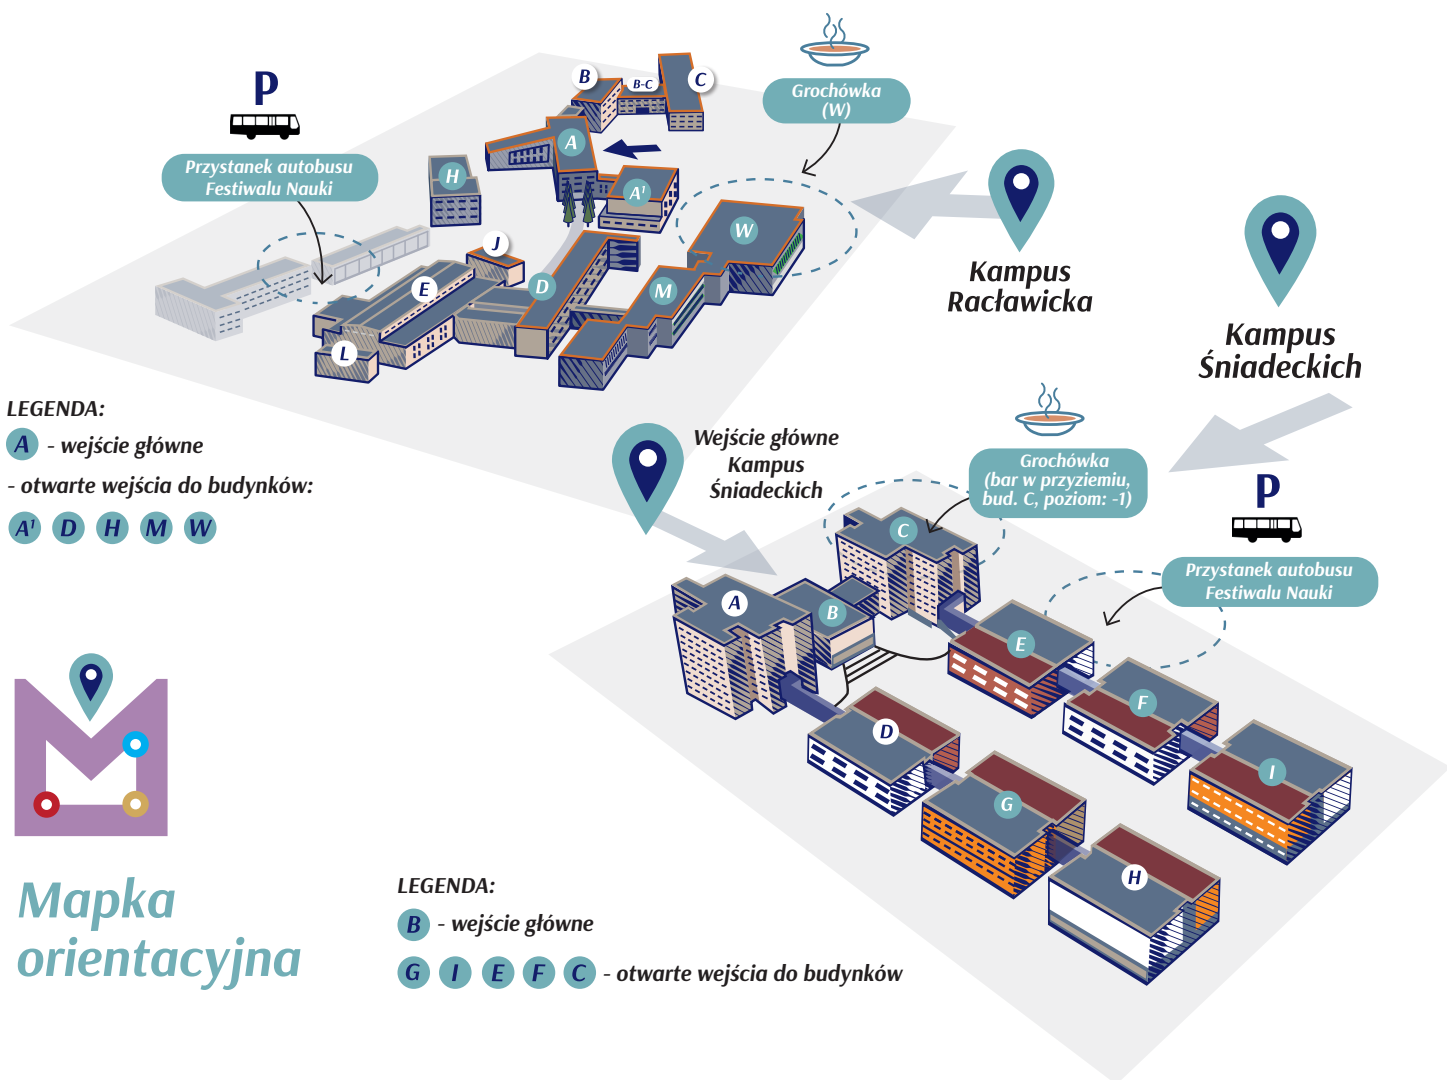 P
Przystanek autobusu
Festiwalu Nauki
B
B-C
C
A
H
A¹
Grochówka
(W)
W
J
E
D
M
L
Kampus
Racławicka
Kampus
Śniadeckich
LEGENDA:
A - wejście główne
- otwarte wejścia do budynków:
A¹ D H M W
Wejście główne
Kampus
Śniadeckich
Grochówka
(bar w przyziemiu,
bud. C, poziom: -1)
P
Przystanek autobusu
Festiwalu Nauki
C
A
B
E
F
D
I
G
H
Mapka
orientacyjna
LEGENDA:
B - wejście główne
G I E F C - otwarte wejścia do budynków